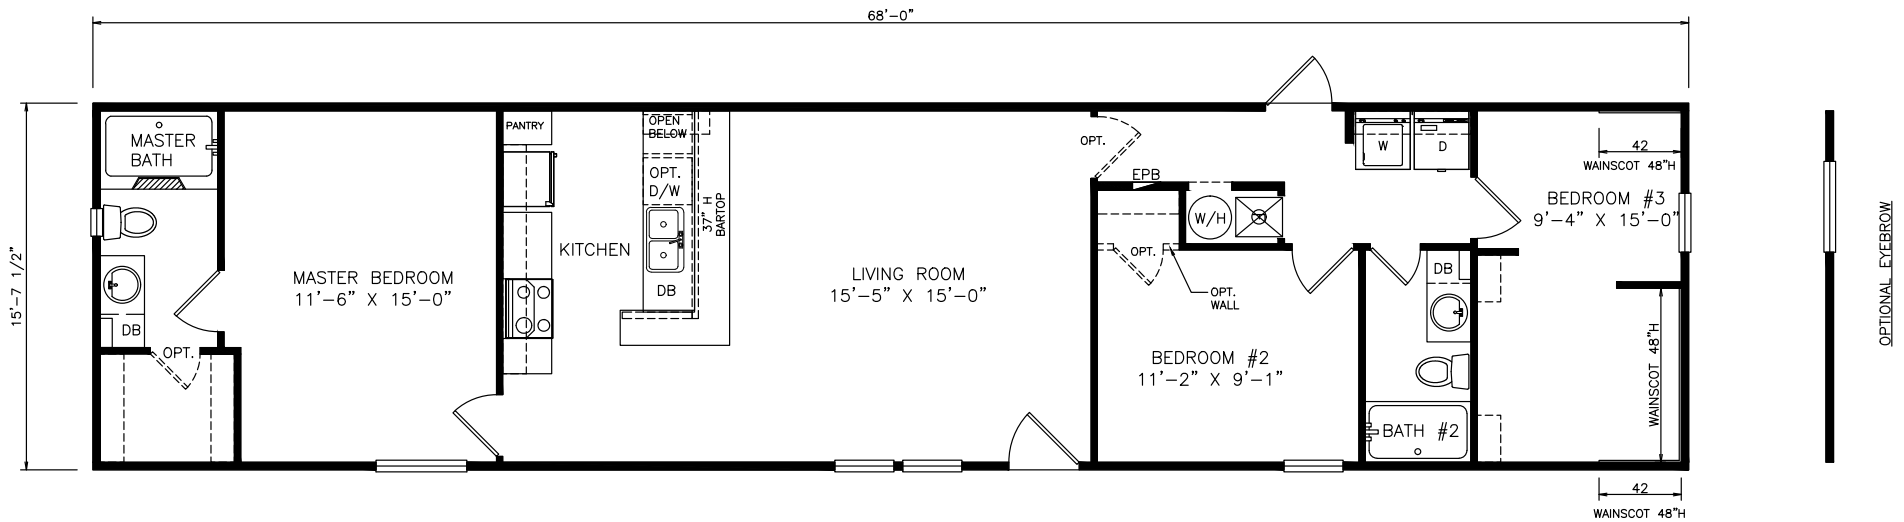 68'-0"
15'-7 1/2"
MASTER
BATH
DB
OPT.
MASTER BEDROOM
11'-6" X 15'-0"
PANTRY
KITCHEN
OPEN
BELOW
OPT.
D/W
DB
37" H
BARTOP
LIVING ROOM
15'-5" X 15'-0"
OPT.
EPB
W/H
OPT.
OPT.
WALL
BEDROOM #2
11'-2" X 9'-1"
W
D
DB
BATH #2
42
WAINSCOT 48"H
BEDROOM #3
9'-4" X 15'-0"
WAINSCOT 48"H
42
WAINSCOT 48"H
OPTIONAL EYEBROW